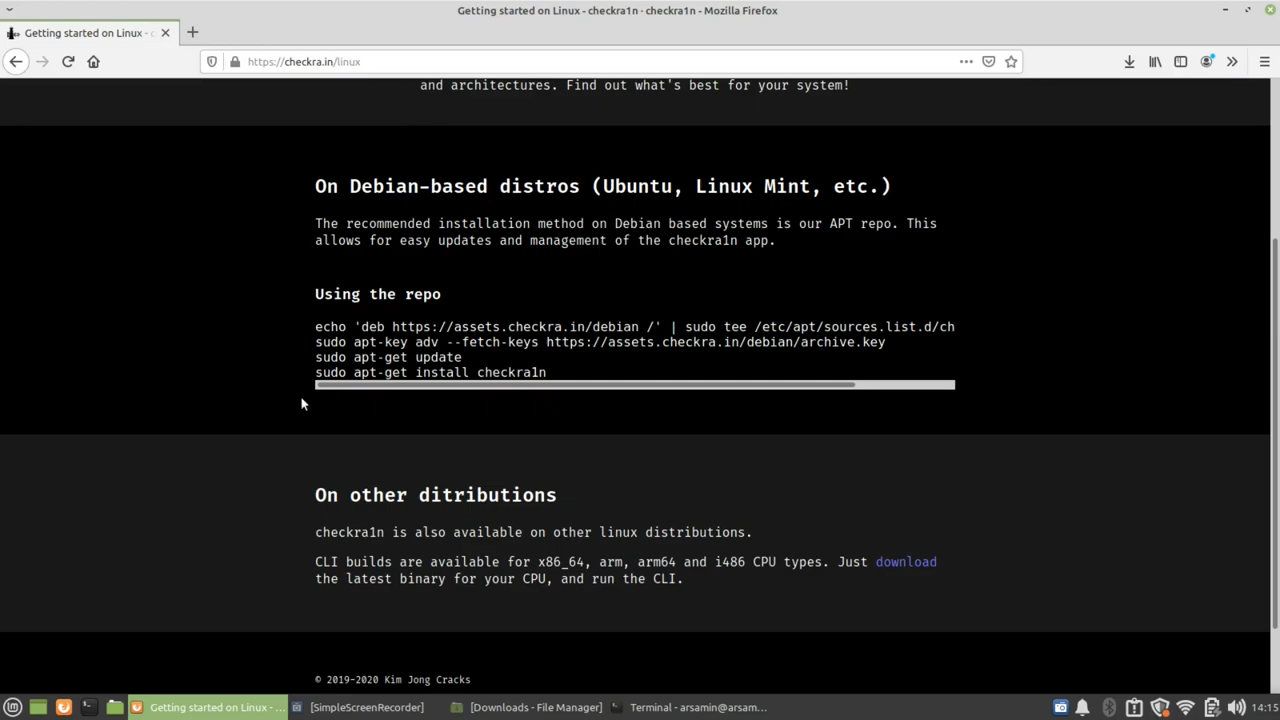 Getting started on Linux - checkra1n · checkra1n - Mozilla Firefox
Getting started on Linux - c
https://checkra.in/linux
and architectures. Find out what's best for your system!
On Debian-based distros (Ubuntu, Linux Mint, etc.)
The recommended installation method on Debian based systems is our APT repo. This
allows for easy updates and management of the checkra1n app.
Using the repo
echo 'deb https://assets.checkra.in/debian /' | sudo tee /etc/apt/sources.list.d/ch
sudo apt-key adv --fetch-keys https://assets.checkra.in/debian/archive.key
sudo apt-get update
sudo apt-get install checkra1n
On other ditributions
checkra1n is also available on other linux distributions.
CLI builds are available for x86_64, arm, arm64 and i486 CPU types. Just download
the latest binary for your CPU, and run the CLI.
© 2019-2020 Kim Jong Cracks
Getting started on Linux - ...
[SimpleScreenRecorder]
[Downloads - File Manager]
Terminal - arsamin@arsam...
14:15